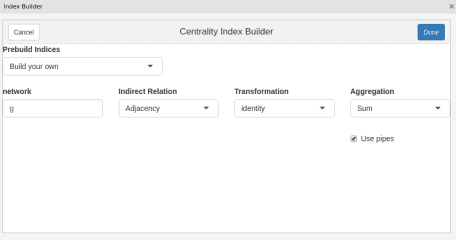 Index Builder ×
Cancel Centrality Index Builder Done
Prebuild Indices
Build your own
network Indirect Relation Transformation Aggregation
g Adjacency identity Sum
Use pipes